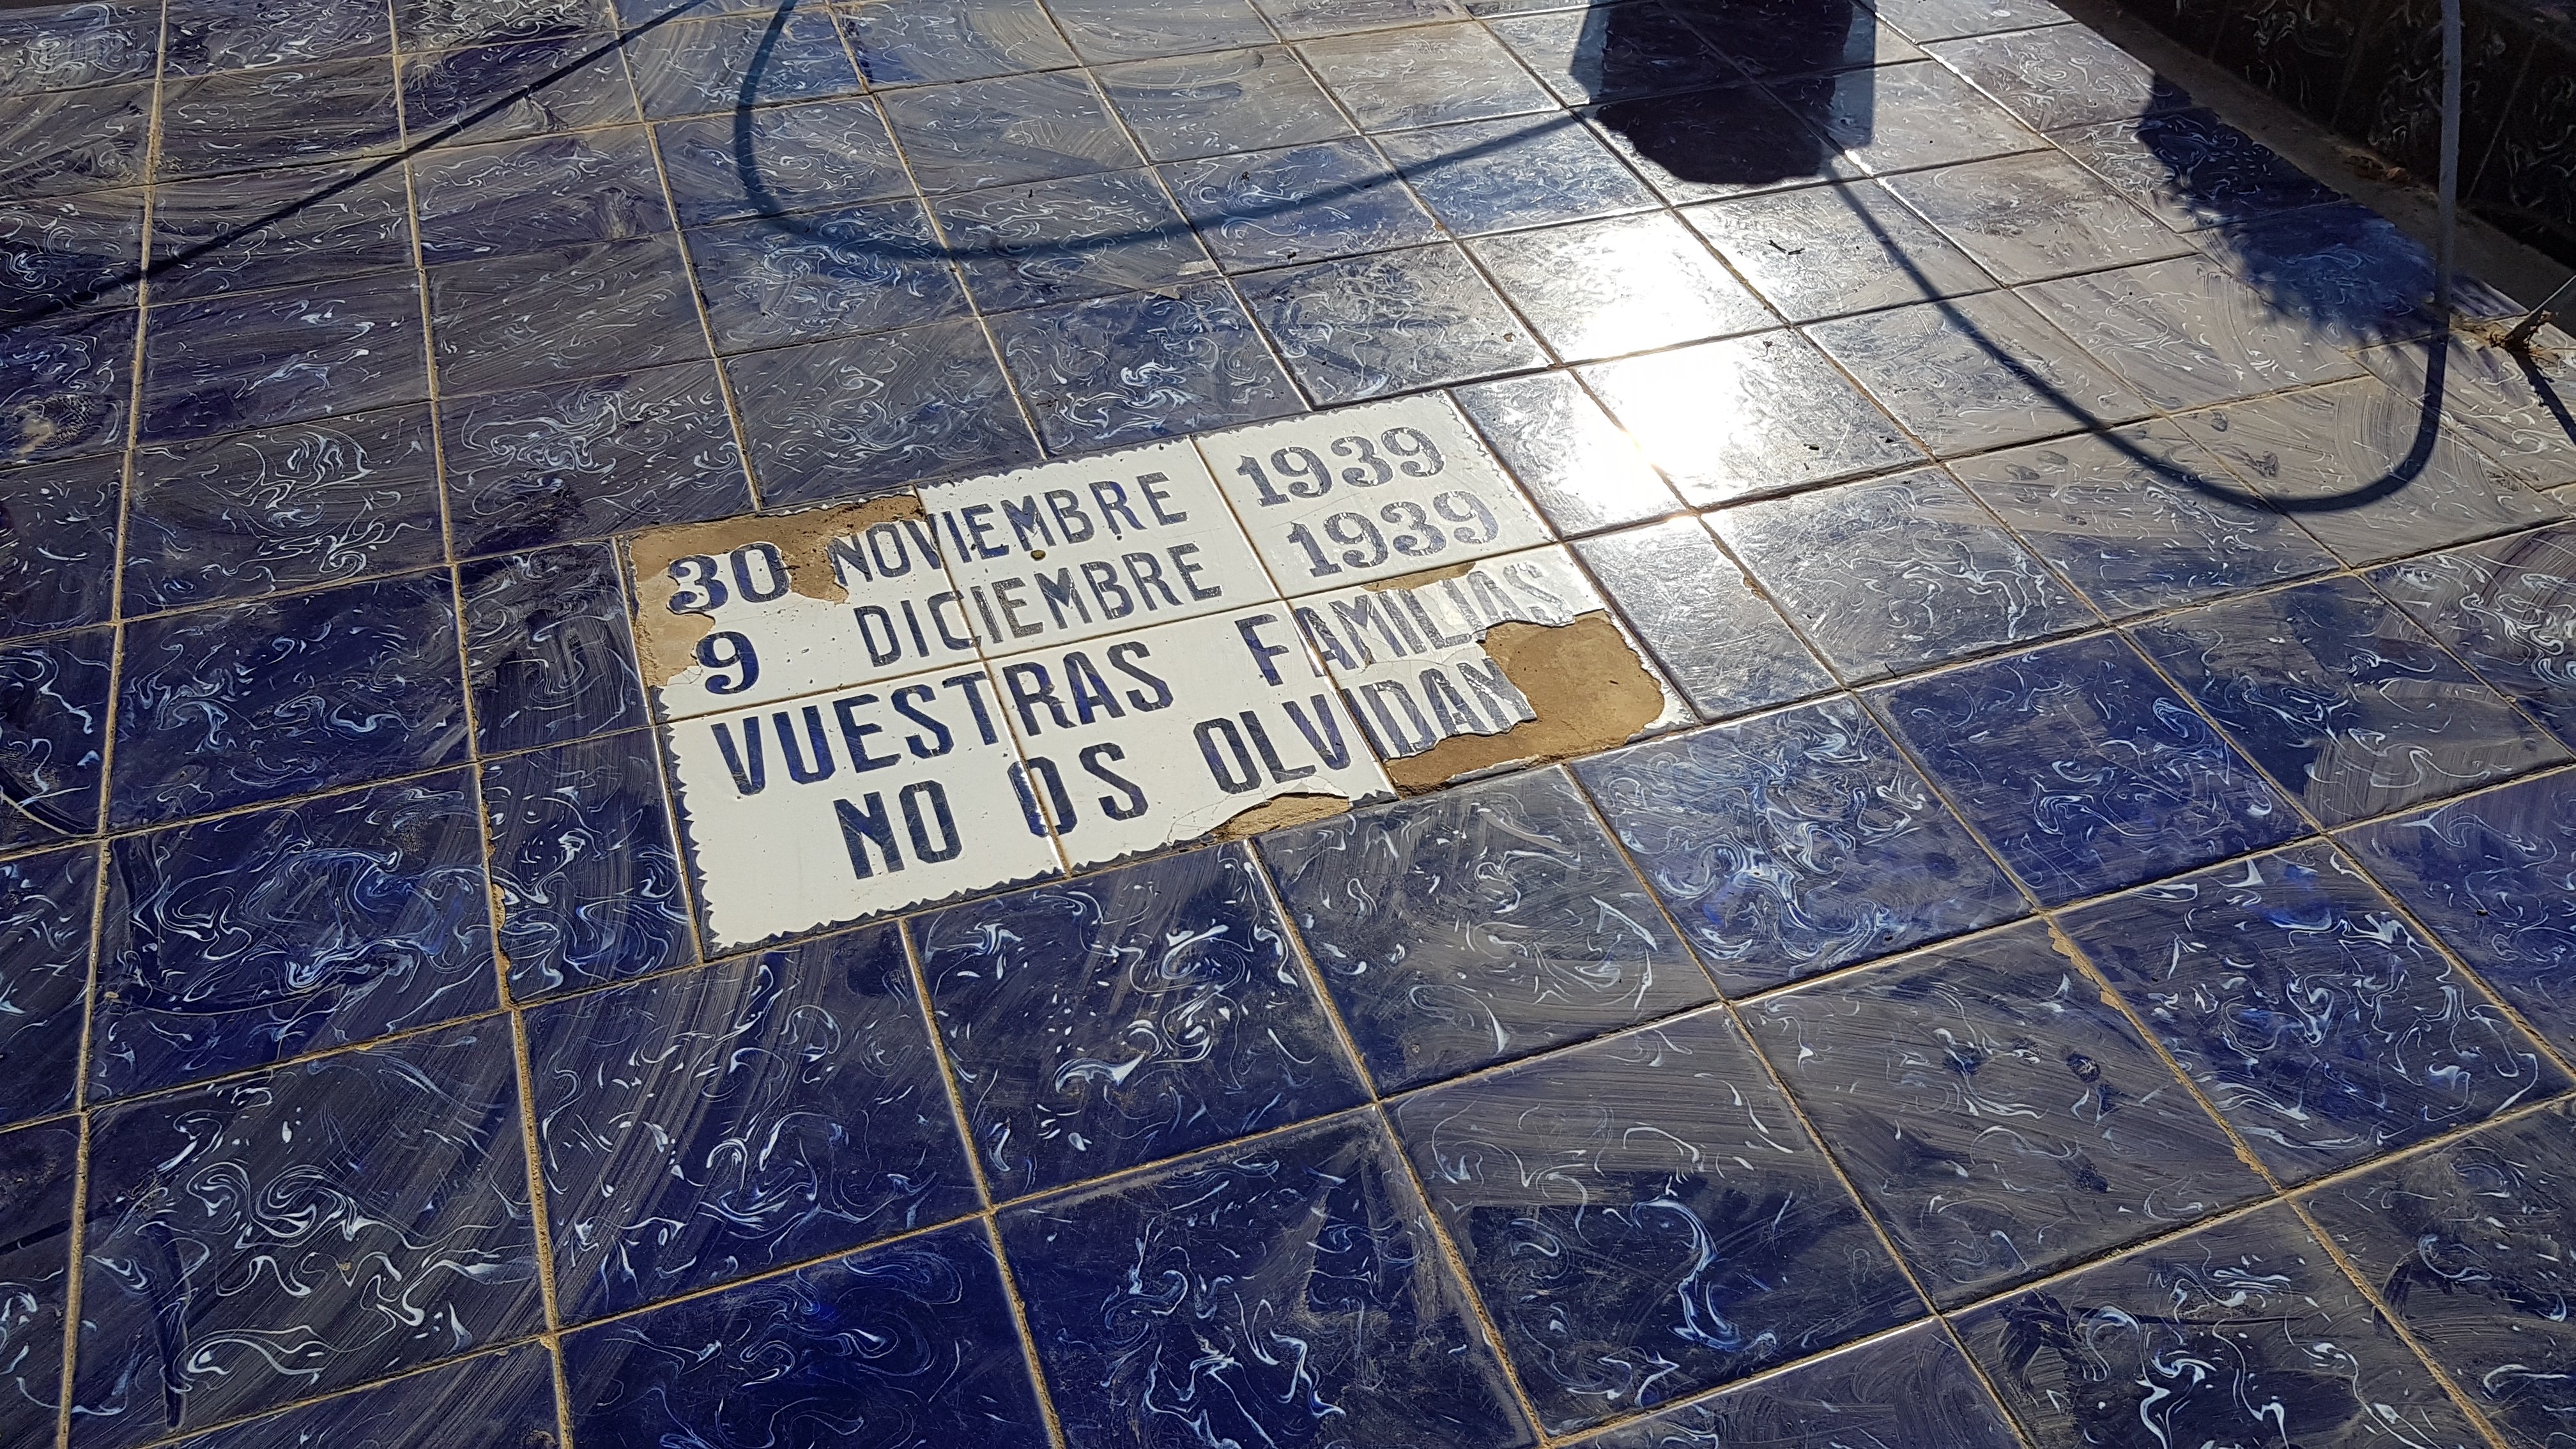 30 NOVIEMBRE 1939
9 DICIEMBRE 1939
VUESTRAS FAMILIAS
NO OS OLVIDAN